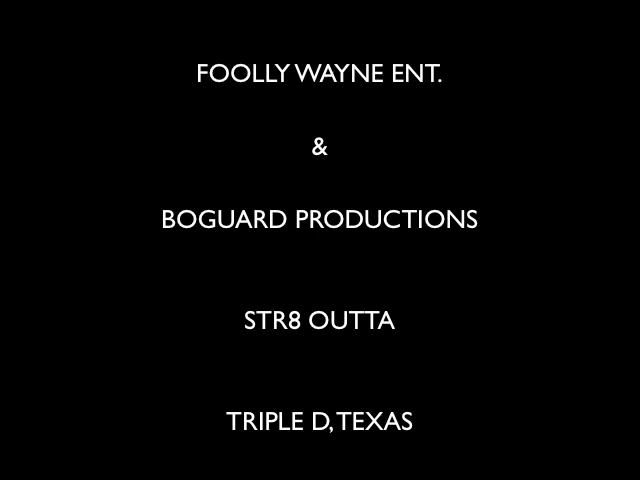 FOOLLY WAYNE ENT.
&
BOGUARD PRODUCTIONS
STR8 OUTTA
TRIPLE D, TEXAS